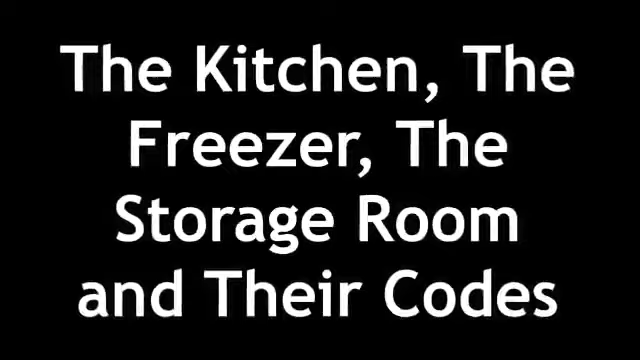 The Kitchen, The
Freezer, The
Storage Room
and Their Codes